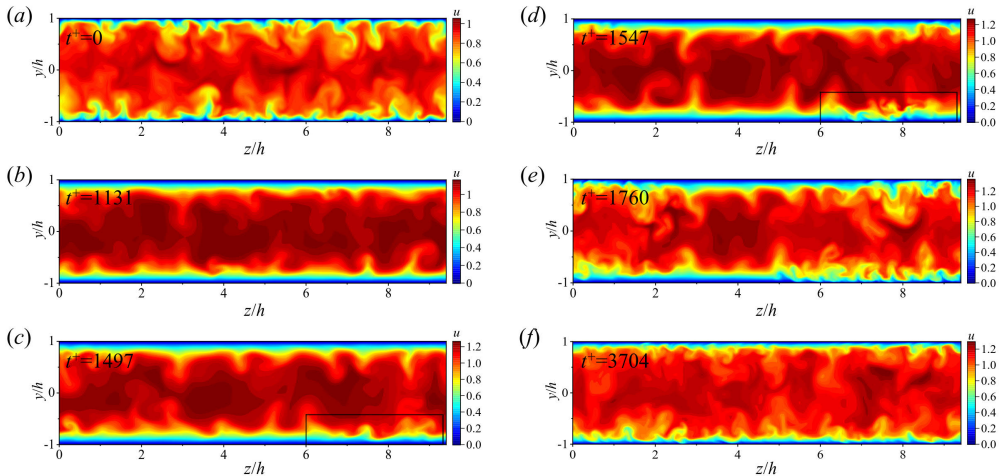 (a)
t⁺=0
y/h
1
0
-1
0 2 4 6 8
z/h
u
1
0.8
0.6
0.4
0.2
0
(b)
t⁺=1131
y/h
1
0
-1
0 2 4 6 8
z/h
u
1
0.8
0.6
0.4
0.2
0
(c)
t⁺=1497
y/h
1
0
-1
0 2 4 6 8
z/h
u
1.2
1.0
0.8
0.6
0.4
0.2
0.0
(d)
t⁺=1547
y/h
1
0
-1
0 2 4 6 8
z/h
u
1.2
1.0
0.8
0.6
0.4
0.2
0.0
(e)
t⁺=1760
y/h
1
0
-1
0 2 4 6 8
z/h
u
1.2
1.0
0.8
0.6
0.4
0.2
0.0
(f)
t⁺=3704
y/h
1
0
-1
0 2 4 6 8
z/h
u
1.2
1.0
0.8
0.6
0.4
0.2
0.0